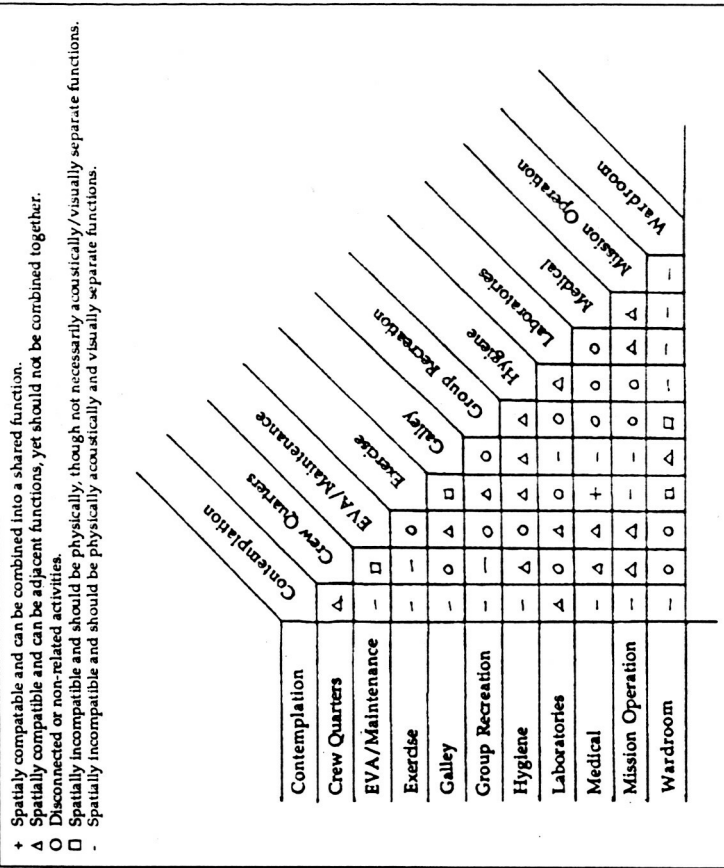 + Spatialy compatable and can be combined into a shared function.
Δ Spatially compatible and can be adjacent functions, yet should not be combined together.
O Disconnected or non-related activities.
□ Spatially incompatible and should be physically, though not necessarily acoustically/visually separate functions.
- Spatially incompatible and should be physically acoustically and visually separate functions.
Contemplation
Crew Quarters
EVA/Maintenance
Exercise
Galley
Group Recreation
Hygiene
Laboratories
Medical
Mission Operation
Wardroom
Contemplation
Crew Quarters Δ
EVA/Maintenance - □
Exercise - - O
Galley - O Δ □
Group Recreation - - O Δ O
Hygiene - Δ O Δ Δ Δ
Laboratories Δ O Δ O - O Δ
Medical - Δ Δ + - O O O
Mission Operation - Δ Δ - - O O Δ Δ
Wardroom - O O □ Δ □ - - - -